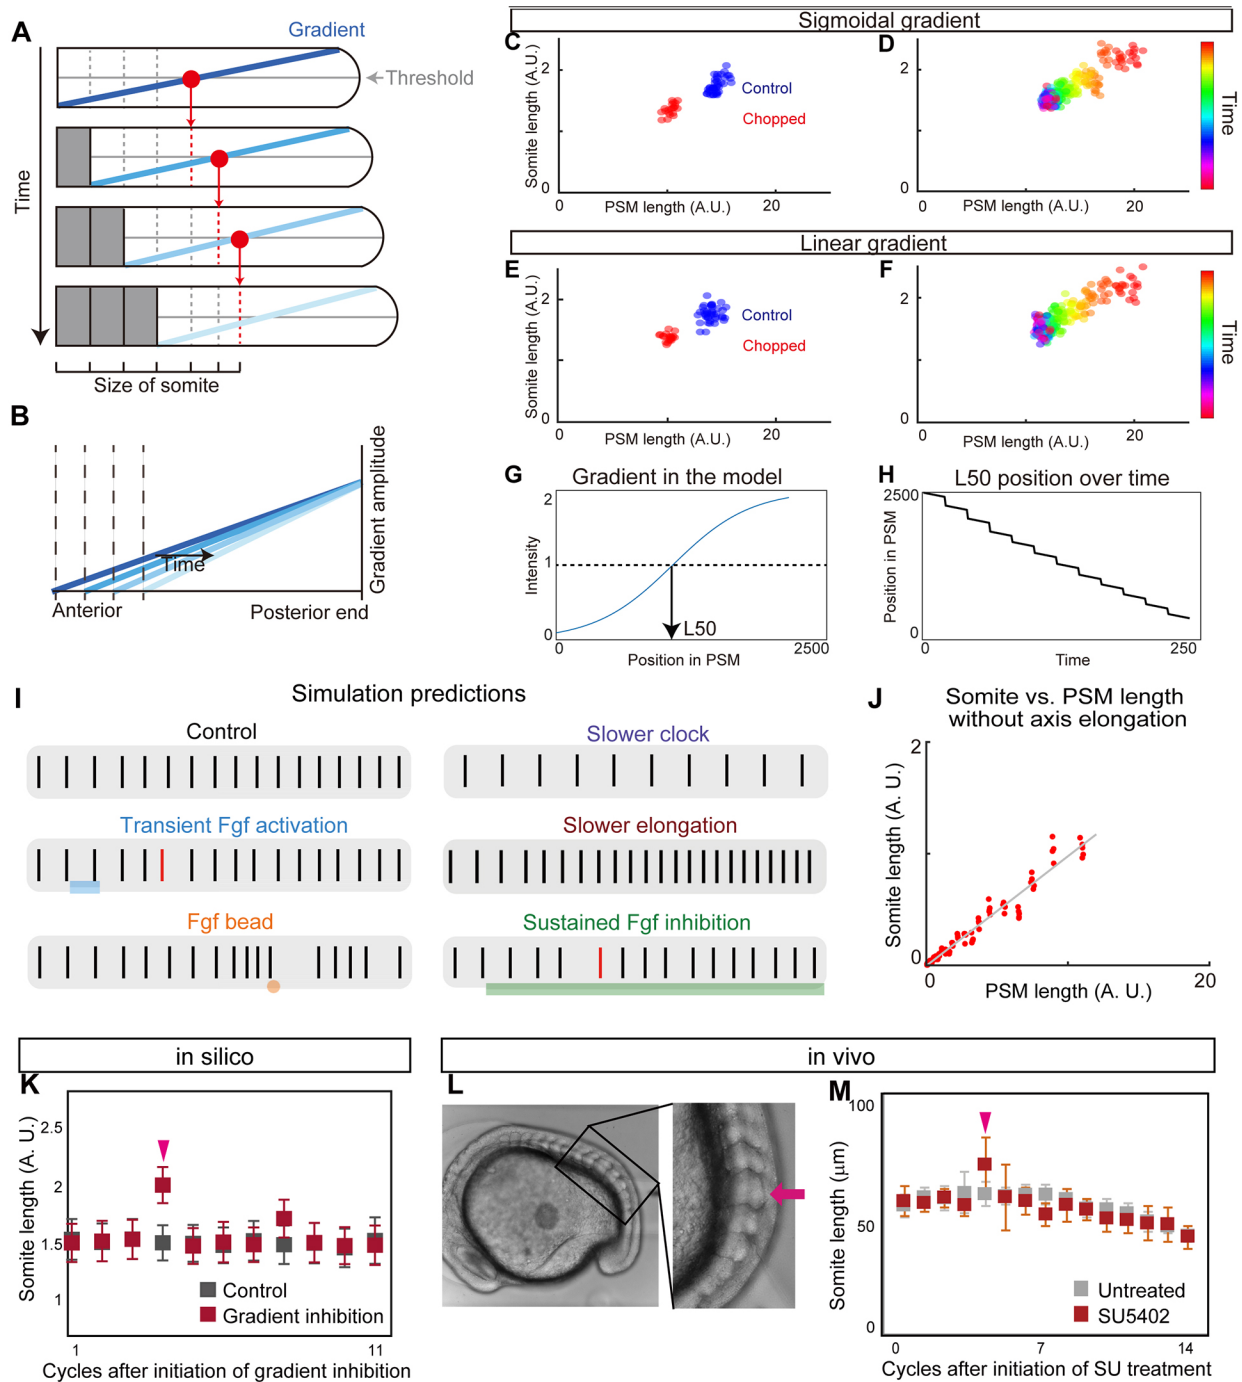 A
Gradient
Threshold
Time
Size of somite
B
Gradient amplitude
Time
Anterior
Posterior end
Sigmoidal gradient
C
Somite length (A.U.)
2
0
Control
Chopped
0
PSM length (A.U.)
20
D
2
0
0
PSM length (A.U.)
20
Time
Linear gradient
E
Somite length (A.U.)
2
0
Control
Chopped
0
PSM length (A.U.)
20
F
2
0
0
PSM length (A.U.)
20
Time
G
Gradient in the model
Intensity
2
1
0
L50
0
Position in PSM
2500
H
L50 position over time
Position in PSM
2500
0
0
Time
250
I
Simulation predictions
Control
Slower clock
Transient Fgf activation
Slower elongation
Fgf bead
Sustained Fgf inhibition
J
Somite vs. PSM length
without axis elongation
Somite length (A. U.)
2
0
0
PSM length (A. U.)
20
in silico
K
Somite length (A. U.)
2.5
2
1.5
1
Control
Gradient inhibition
1
11
Cycles after initiation of gradient inhibition
in vivo
L
M
Somite length (μm)
100
50
0
Untreated
SU5402
0
7
14
Cycles after initiation of SU treatment